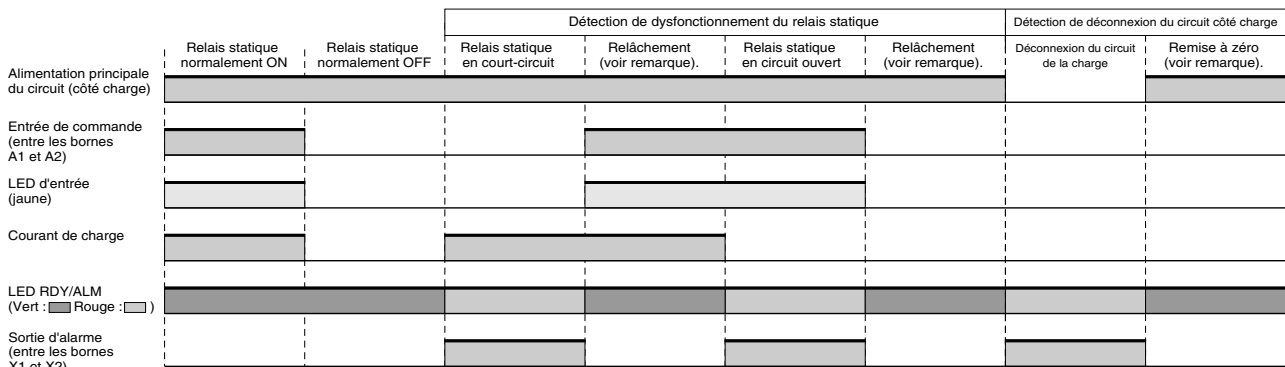 Détection de dysfonctionnement du relais statique
Détection de déconnexion du circuit côté charge
Relais statique
normalement ON
Relais statique
normalement OFF
Relais statique
en court-circuit
Relâchement
(voir remarque).
Relais statique
en circuit ouvert
Relâchement
(voir remarque).
Déconnexion du circuit
de la charge
Remise à zéro
(voir remarque).
Alimentation principale
du circuit (côté charge)
Entrée de commande
(entre les bornes
A1 et A2)
LED d'entrée
(jaune)
Courant de charge
LED RDY/ALM
(Vert : Rouge : )
Sortie d'alarme
(entre les bornes
X1 et X2)